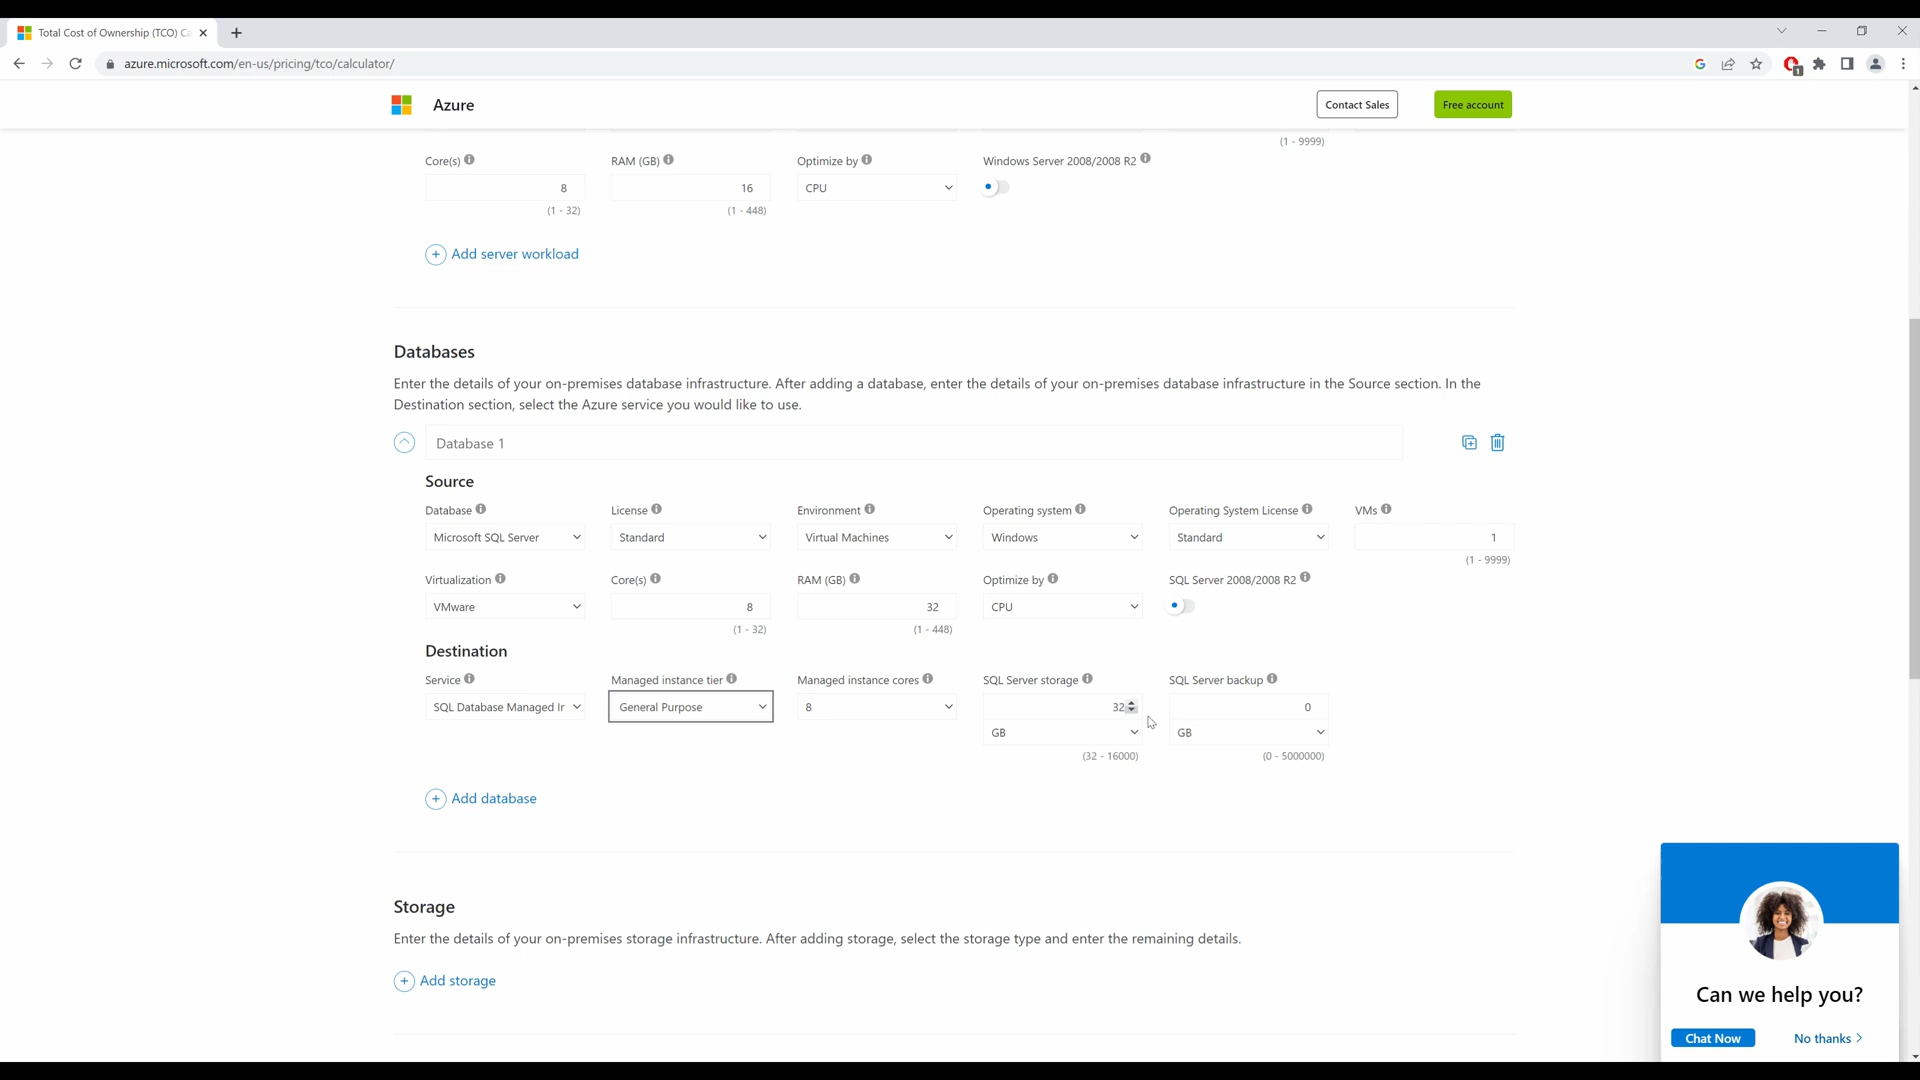 Total Cost of Ownership (TCO) Ca
azure.microsoft.com/en-us/pricing/tco/calculator/
1
Azure
Contact Sales
Free account
(1 - 9999)
Core(s)
RAM (GB)
Optimize by
Windows Server 2008/2008 R2
8
16
CPU
(1 - 32)
(1 - 448)
Add server workload
Databases
Enter the details of your on-premises database infrastructure. After adding a database, enter the details of your on-premises database infrastructure in the Source section. In the
Destination section, select the Azure service you would like to use.
Database 1
Source
Database
License
Environment
Operating system
Operating System License
VMs
Microsoft SQL Server
Standard
Virtual Machines
Windows
Standard
1
(1 - 9999)
Virtualization
Core(s)
RAM (GB)
Optimize by
SQL Server 2008/2008 R2
VMware
8
32
CPU
(1 - 32)
(1 - 448)
Destination
Service
Managed instance tier
Managed instance cores
SQL Server storage
SQL Server backup
SQL Database Managed Ir
General Purpose
8
32
0
GB
GB
(32 - 16000)
(0 - 5000000)
Add database
Storage
Enter the details of your on-premises storage infrastructure. After adding storage, select the storage type and enter the remaining details.
Add storage
Can we help you?
Chat Now
No thanks